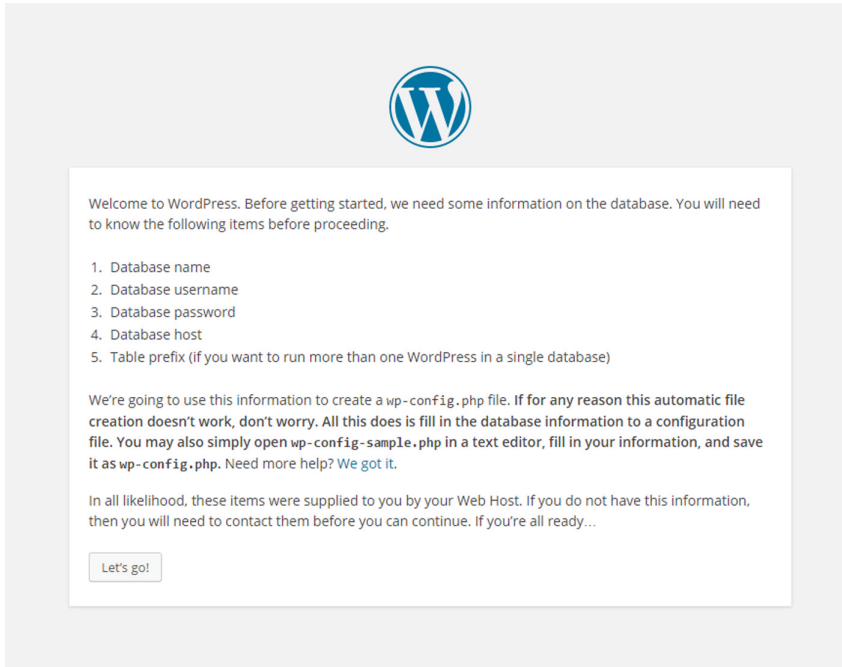 W
Welcome to WordPress. Before getting started, we need some information on the database. You will need
to know the following items before proceeding.
1. Database name
2. Database username
3. Database password
4. Database host
5. Table prefix (if you want to run more than one WordPress in a single database)
We’re going to use this information to create a wp-config.php file. If for any reason this automatic file
creation doesn’t work, don’t worry. All this does is fill in the database information to a configuration
file. You may also simply open wp-config-sample.php in a text editor, fill in your information, and save
it as wp-config.php. Need more help? We got it.
In all likelihood, these items were supplied to you by your Web Host. If you do not have this information,
then you will need to contact them before you can continue. If you’re all ready…
Let’s go!